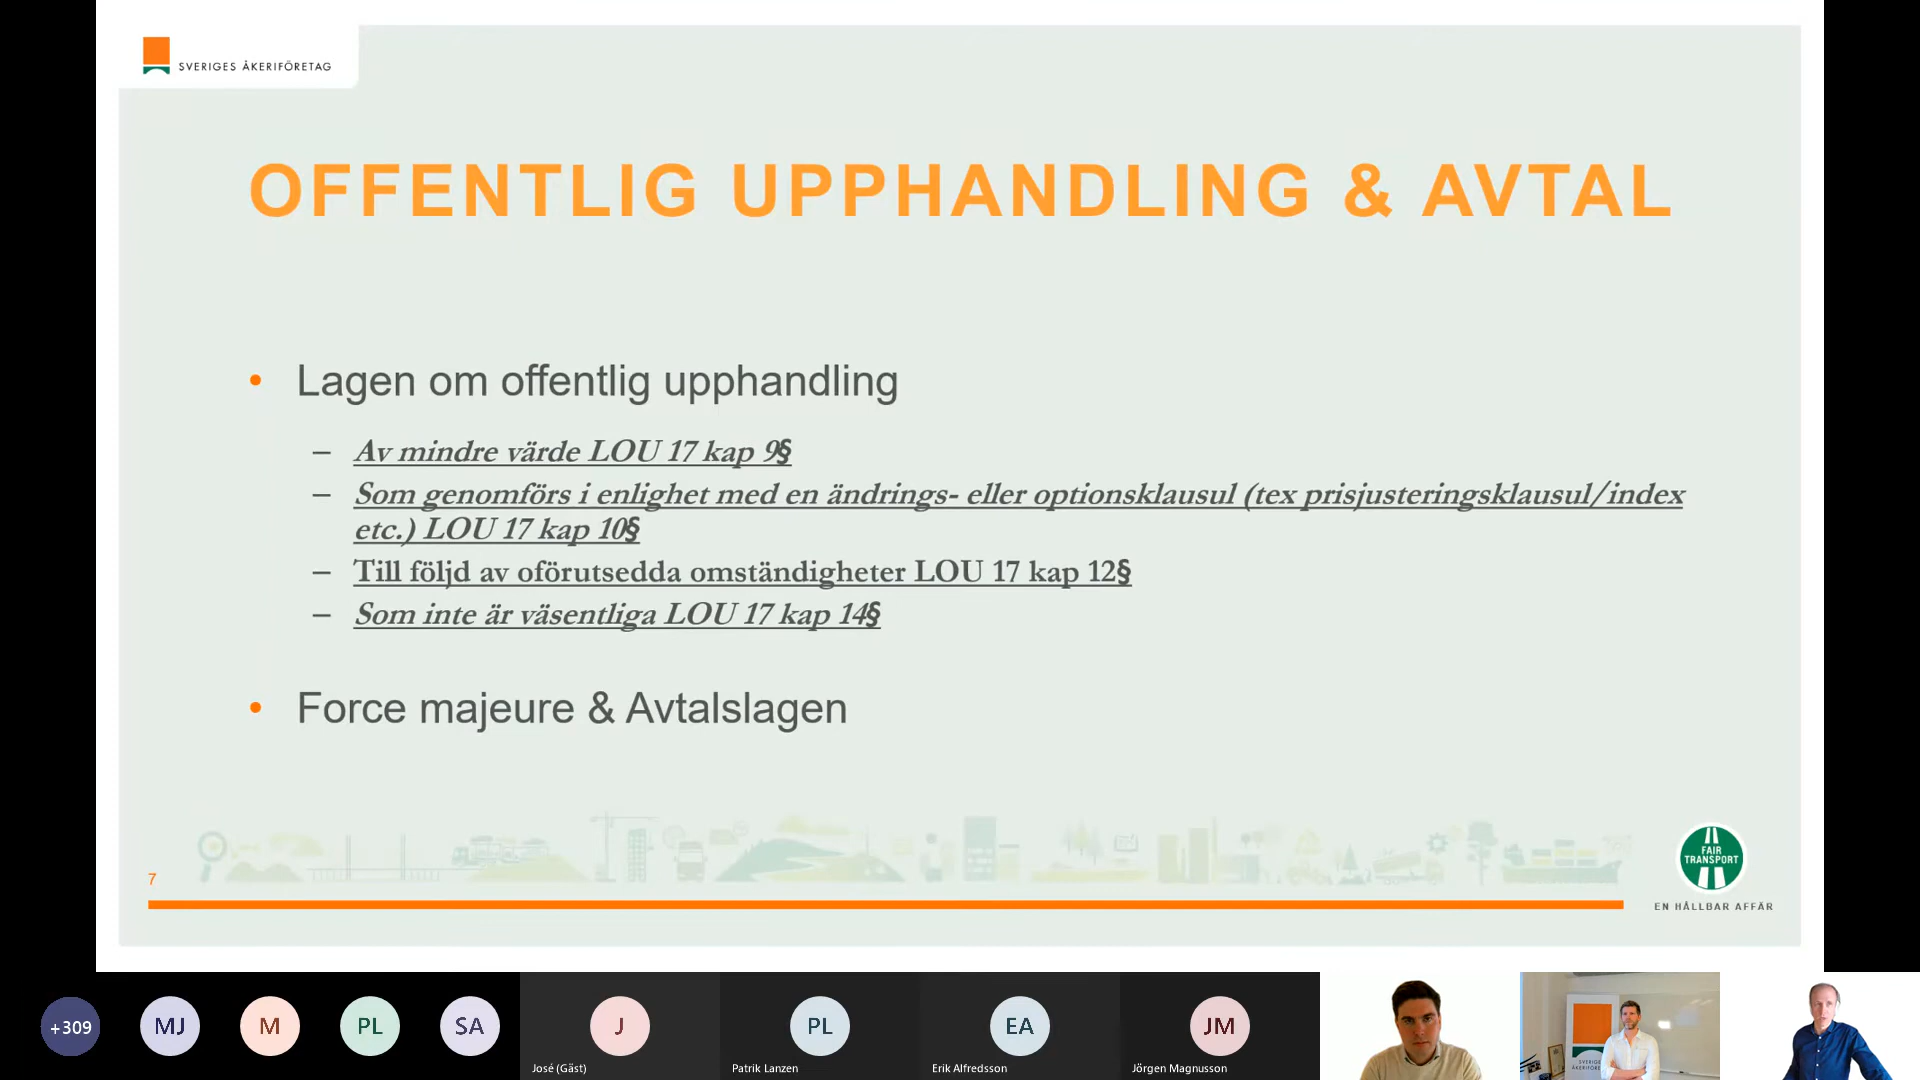 SVERIGES ÅKERIFÖRETAG
OFFENTLIG UPPHANDLING & AVTAL
• Lagen om offentlig upphandling
– Av mindre värde LOU 17 kap 9§
– Som genomförs i enlighet med en ändrings- eller optionsklausul (tex prisjusteringsklausul/index
etc.) LOU 17 kap 10§
– Till följd av oförutsedda omständigheter LOU 17 kap 12§
– Som inte är väsentliga LOU 17 kap 14§
• Force majeure & Avtalslagen
7
FAIR
TRANSPORT
EN HÅLLBAR AFFÄR
+309
MJ
M
PL
SA
J
José (Gäst)
PL
Patrik Lanzen
EA
Erik Alfredsson
JM
Jörgen Magnusson